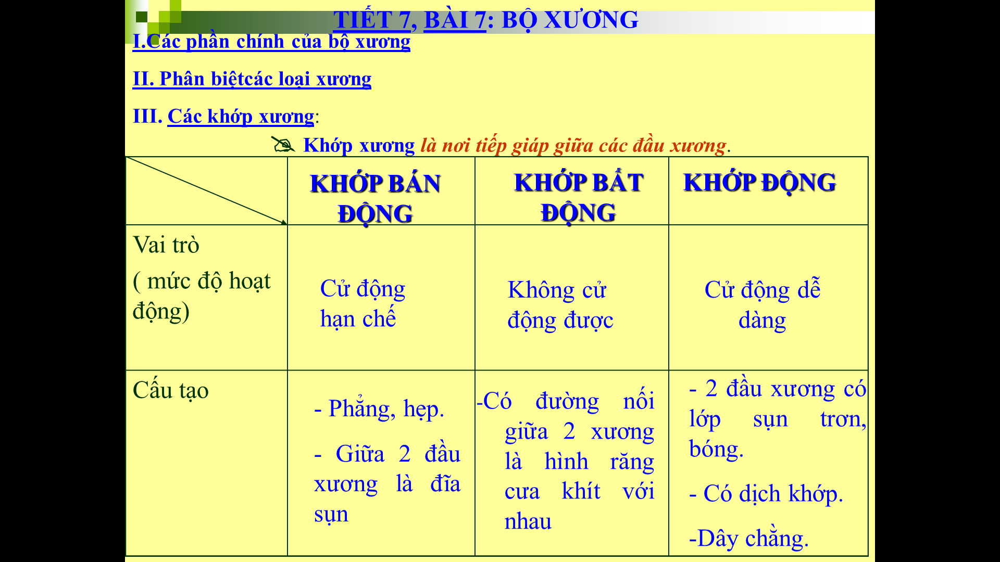 TIẾT 7, BÀI 7: BỘ XƯƠNG
I.Các phần chính của bộ xương
II. Phân biệtcác loại xương
III. Các khớp xương:
Khớp xương là nơi tiếp giáp giữa các đầu xương.
KHỚP BÁN
ĐỘNG
KHỚP BẤT
ĐỘNG
KHỚP ĐỘNG
Vai trò
( mức độ hoạt
động)
Cử động
hạn chế
Không cử
động được
Cử động dễ
dàng
Cấu tạo
- Phẳng, hẹp.
- Giữa 2 đầu
xương là đĩa
sụn
-Có đường nối
giữa 2 xương
là hình răng
cưa khít với
nhau
- 2 đầu xương có
lớp sụn trơn,
bóng.
- Có dịch khớp.
-Dây chằng.